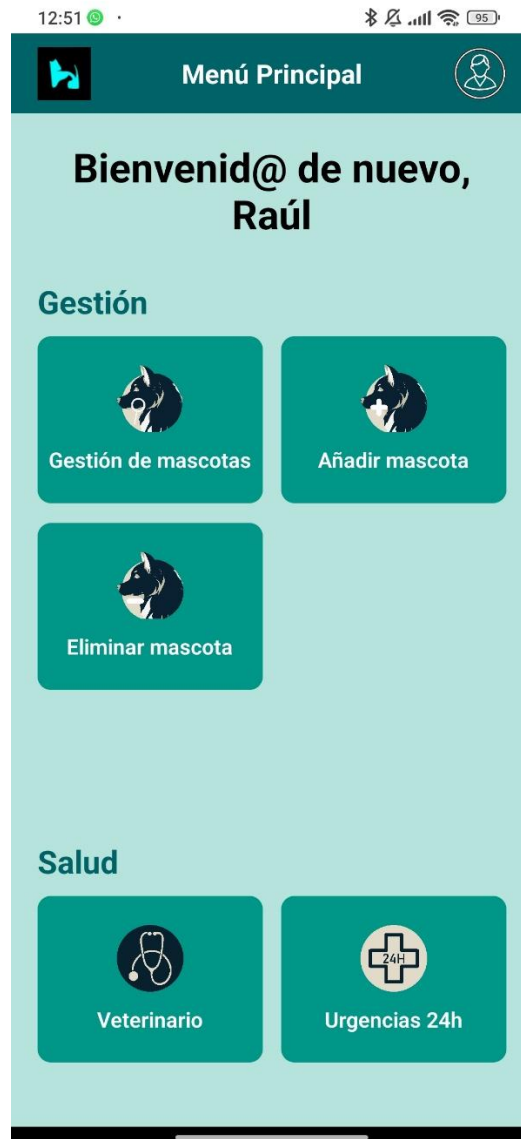 12:51
95
Menú Principal
Bienvenid@ de nuevo,
Raúl
Gestión
Gestión de mascotas
Añadir mascota
Eliminar mascota
Salud
24H
Veterinario
Urgencias 24h